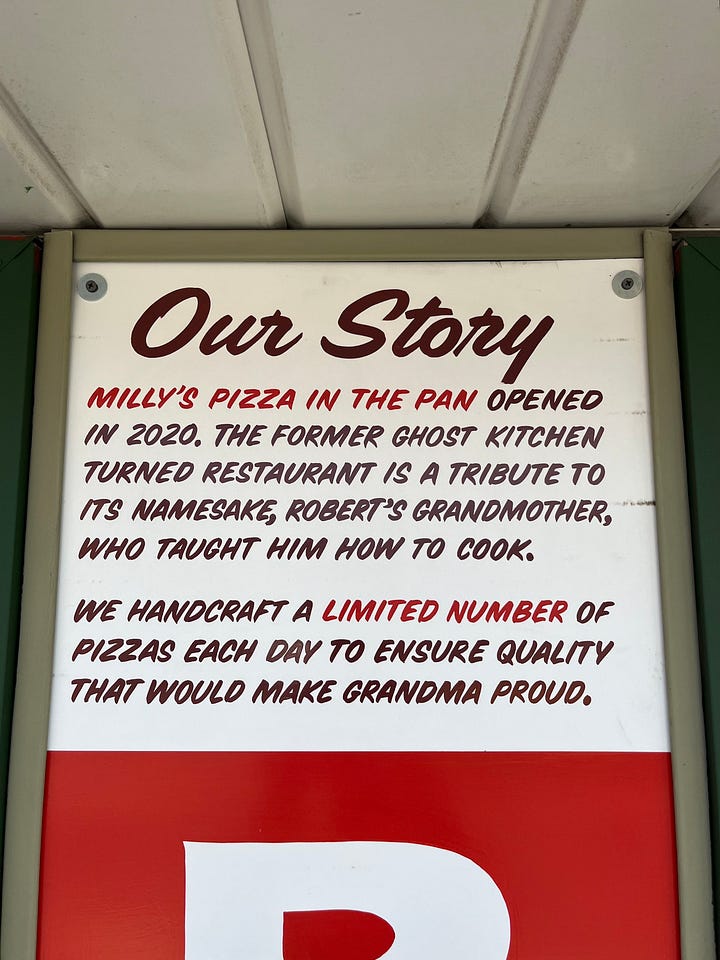 Our Story
MILLY'S PIZZA IN THE PAN OPENED
IN 2020. THE FORMER GHOST KITCHEN
TURNED RESTAURANT IS A TRIBUTE TO
ITS NAMESAKE, ROBERT'S GRANDMOTHER,
WHO TAUGHT HIM HOW TO COOK.
WE HANDCRAFT A LIMITED NUMBER OF
PIZZAS EACH DAY TO ENSURE QUALITY
THAT WOULD MAKE GRANDMA PROUD.